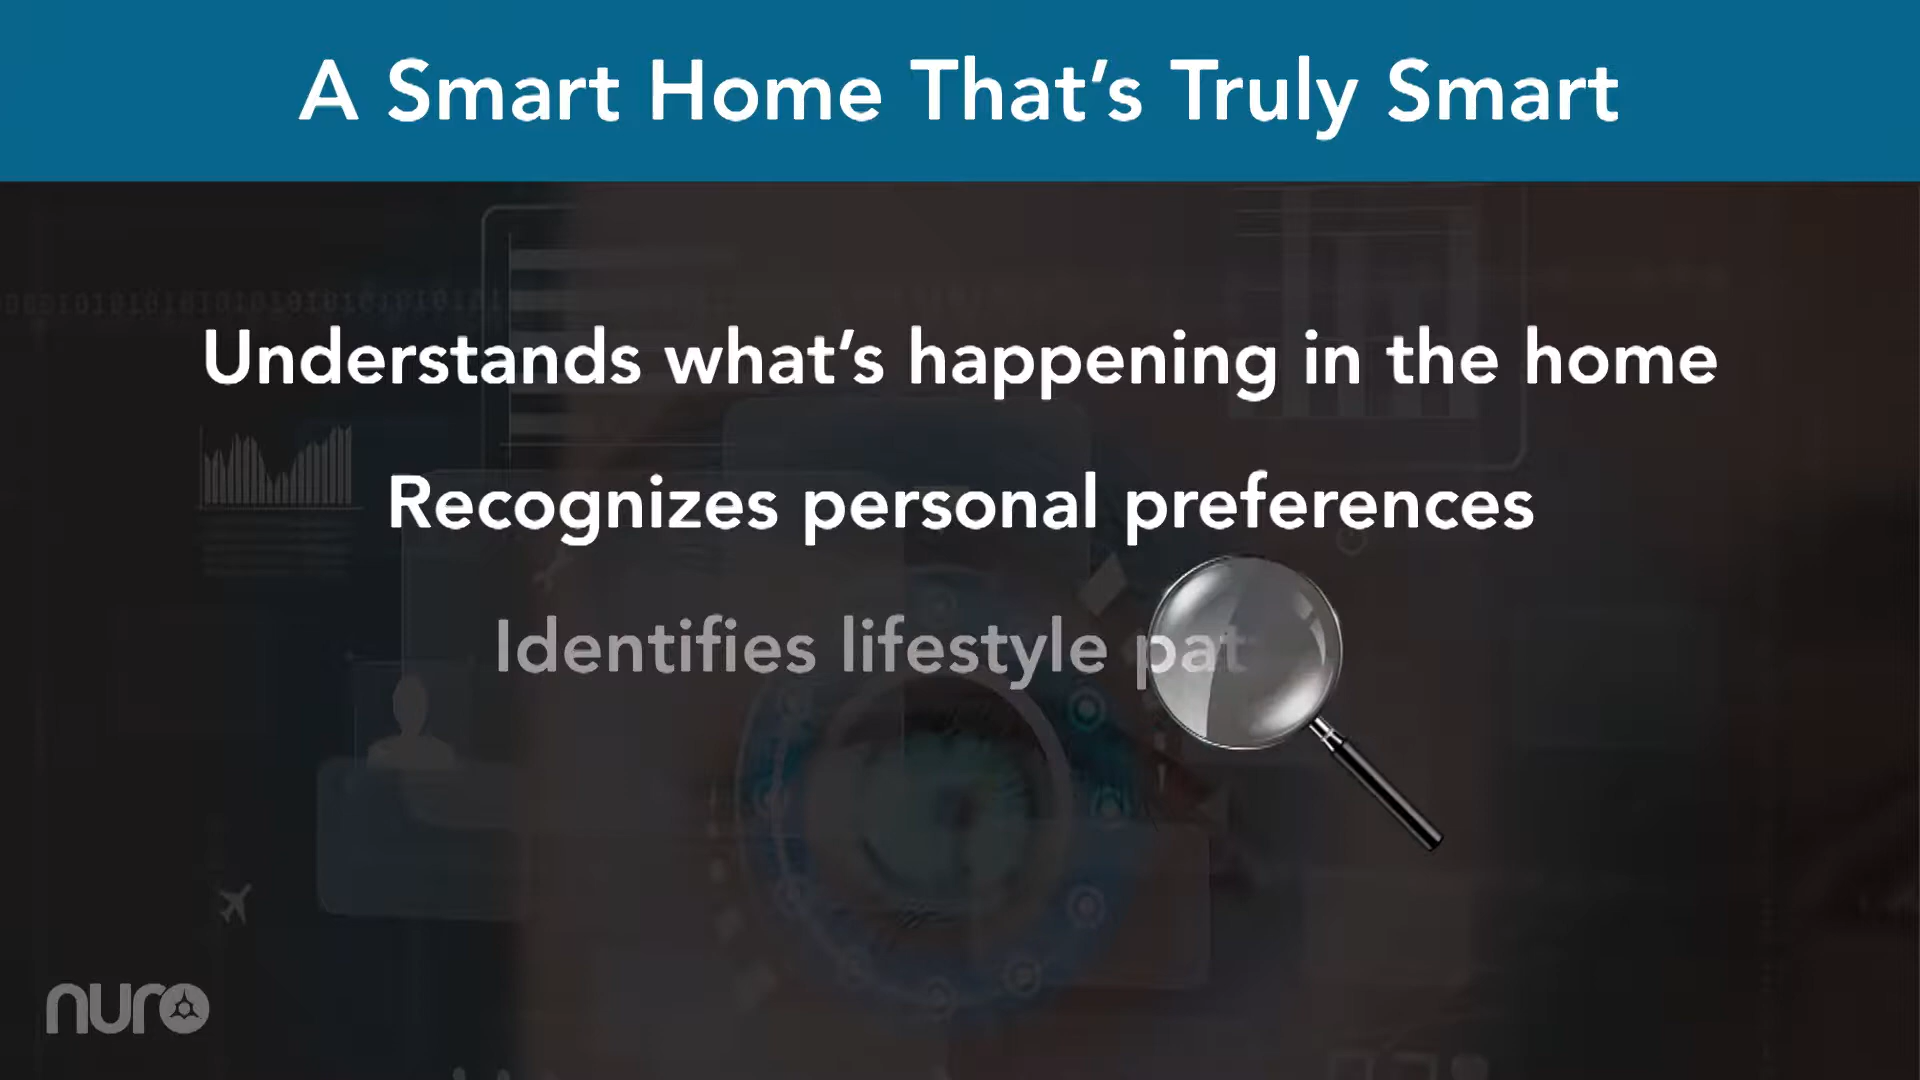 A Smart Home That's Truly Smart
Understands what's happening in the home
Recognizes personal preferences
Identifies lifestyle pat
nuro